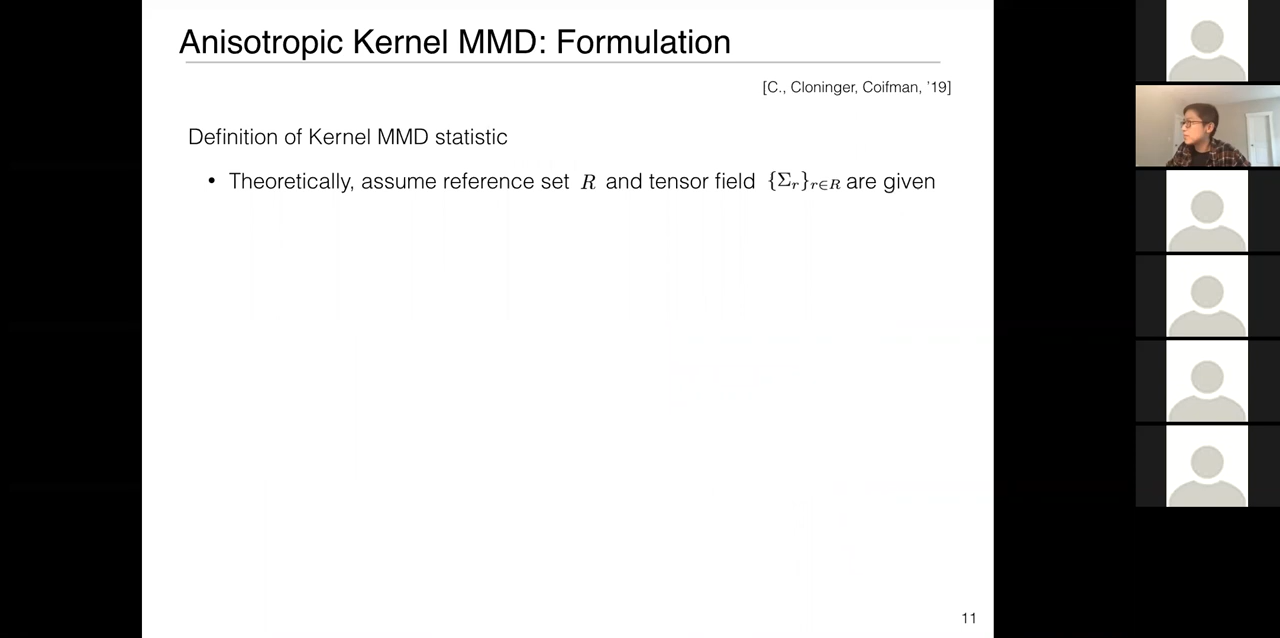 Anisotropic Kernel MMD: Formulation
[C., Cloninger, Coifman, ’19]
Definition of Kernel MMD statistic
• Theoretically, assume reference set R and tensor field {Σ_r}_{r∈R} are given
11